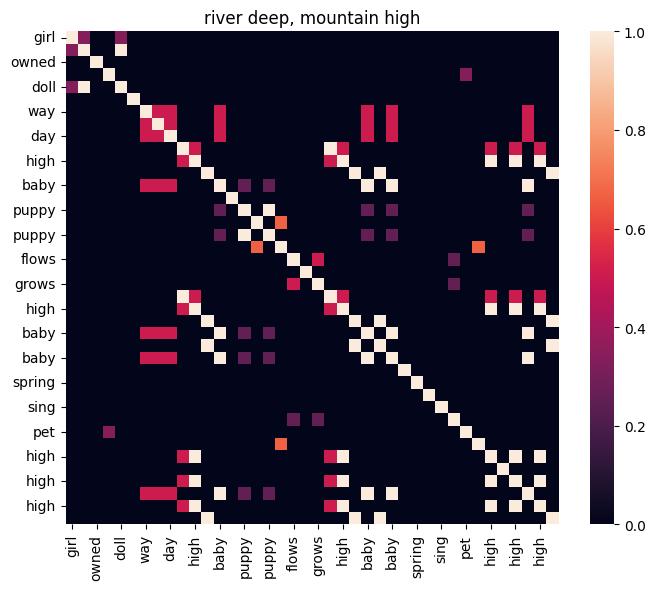 river deep, mountain high
girl
owned
doll
way
day
high
baby
puppy
puppy
flows
grows
high
baby
baby
spring
sing
pet
high
high
high
1.0
0.8
0.6
0.4
0.2
0.0
girl
owned
doll
way
day
high
baby
puppy
puppy
flows
grows
high
baby
baby
spring
sing
pet
high
high
high